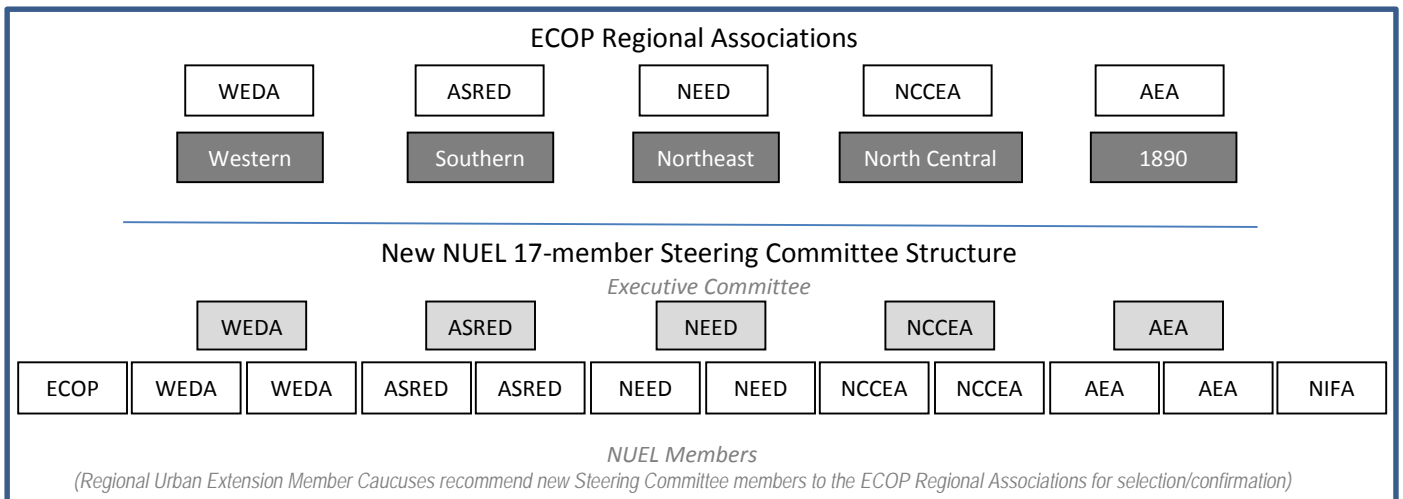 ECOP Regional Associations
WEDA ASRED NEED NCCEA AEA
Western Southern Northeast North Central 1890
New NUEL 17-member Steering Committee Structure
Executive Committee
WEDA ASRED NEED NCCEA AEA
ECOP WEDA WEDA ASRED ASRED NEED NEED NCCEA NCCEA AEA AEA NIFA
NUEL Members
(Regional Urban Extension Member Caucuses recommend new Steering Committee members to the ECOP Regional Associations for selection/confirmation)